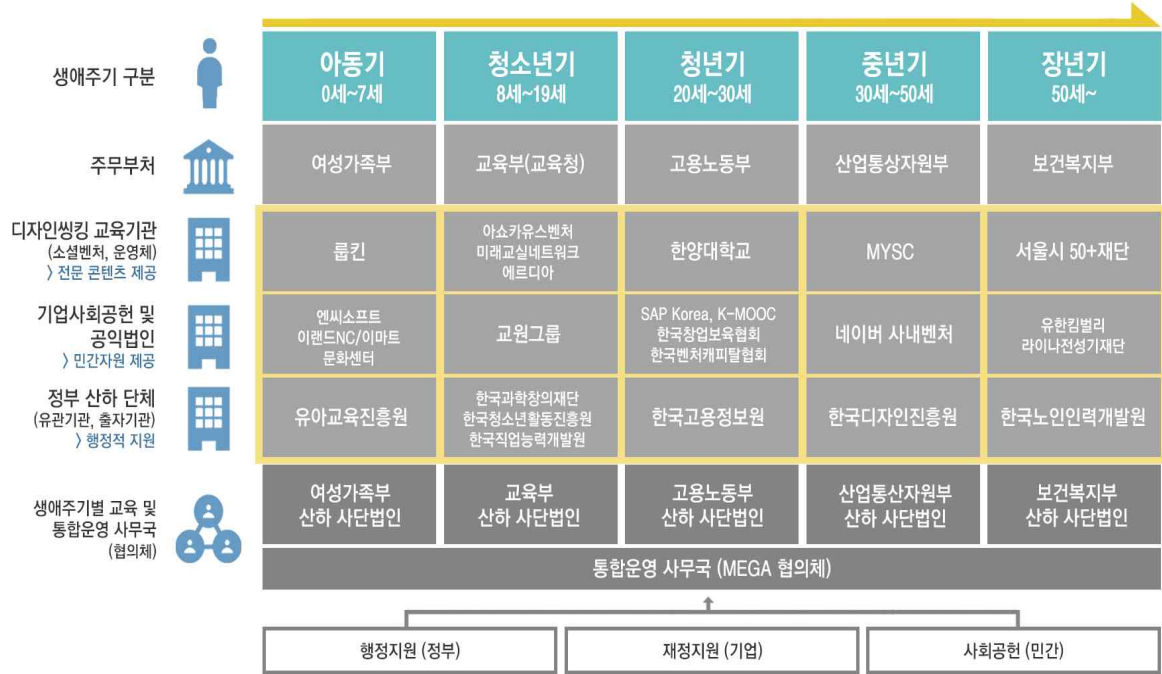 생애주기 구분
아동기
0세~7세
청소년기
8세~19세
청년기
20세~30세
중년기
30세~50세
장년기
50세~
주무부처
여성가족부
교육부(교육청)
고용노동부
산업통상자원부
보건복지부
디자인씽킹 교육기관
(소셜벤처, 운영체)
> 전문 콘텐츠 제공
룹킨
아쇼카유스벤처
미래교실네트워크
에르디아
한양대학교
MYSC
서울시 50+재단
기업사회공헌 및
공익법인
> 민간자원 제공
엔씨소프트
이랜드NC/이마트
문화센터
교원그룹
SAP Korea, K-MOOC
한국창업보육협회
한국벤처캐피탈협회
네이버 사내벤처
유한킴벌리
라이나전성기재단
정부 산하 단체
(유관기관, 출자기관)
> 행정적 지원
유아교육진흥원
한국과학창의재단
한국청소년활동진흥원
한국직업능력개발원
한국고용정보원
한국디자인진흥원
한국노인인력개발원
생애주기별 교육 및
통합운영 사무국
(협의체)
여성가족부
산하 사단법인
교육부
산하 사단법인
고용노동부
산하 사단법인
산업통산자원부
산하 사단법인
보건복지부
산하 사단법인
통합운영 사무국 (MEGA 협의체)
행정지원 (정부)
재정지원 (기업)
사회공헌 (민간)